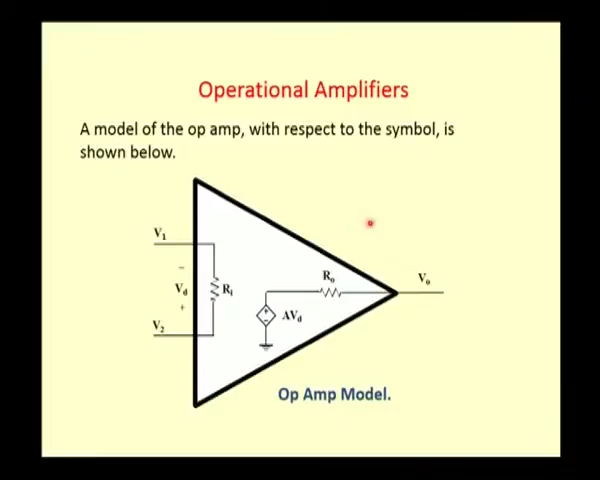 Operational Amplifiers
A model of the op amp, with respect to the symbol, is
shown below.
V1
−
Vd
+
Ri
V2
Ro
Vo
+
−
AVd
Op Amp Model.